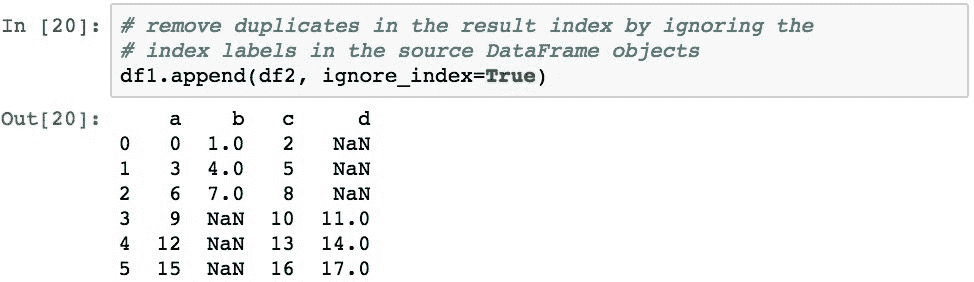 In [20]: # remove duplicates in the result index by ignoring the
# index labels in the source DataFrame objects
df1.append(df2, ignore_index=True)
Out[20]: a b c d
0 0 1.0 2 NaN
1 3 4.0 5 NaN
2 6 7.0 8 NaN
3 9 NaN 10 11.0
4 12 NaN 13 14.0
5 15 NaN 16 17.0